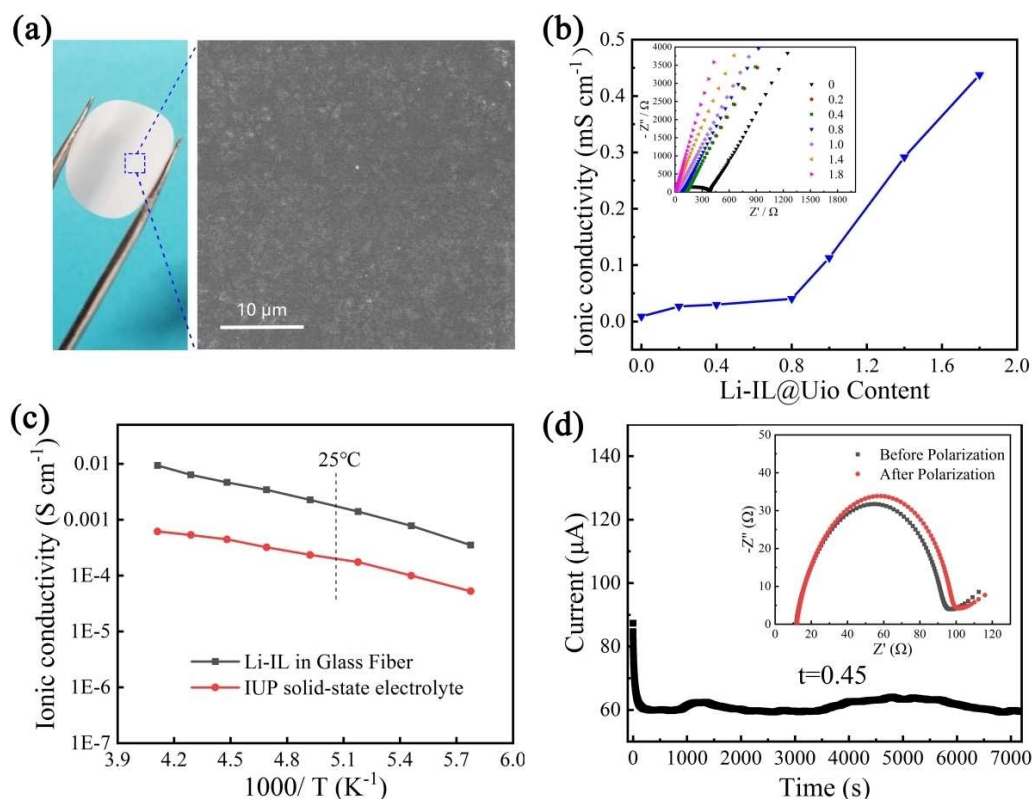 (a)
10 μm
(b)
Ionic conductivity (mS cm⁻¹)
0.5
0.4
0.3
0.2
0.1
0.0
0.0 0.4 0.8 1.2 1.6 2.0
Li-IL@Uio Content
-Z''/ Ω
4000
3500
3000
2500
2000
1500
1000
500
0
0 300 600 900 1200 1500 1800
Z'/ Ω
0
0.2
0.4
0.8
1.0
1.4
1.8
(c)
Ionic conductivity (S cm⁻¹)
0.01
0.001
1E-4
1E-5
1E-6
1E-7
25°C
Li-IL in Glass Fiber
IUP solid-state electrolyte
3.9 4.2 4.5 4.8 5.1 5.4 5.7 6.0
1000/ T (K⁻¹)
(d)
Current (μA)
140
120
100
80
60
-Z'' (Ω)
50
40
30
20
10
0
Before Polarization
After Polarization
0 20 40 60 80 100 120
Z' (Ω)
t=0.45
0 1000 2000 3000 4000 5000 6000 7000
Time (s)